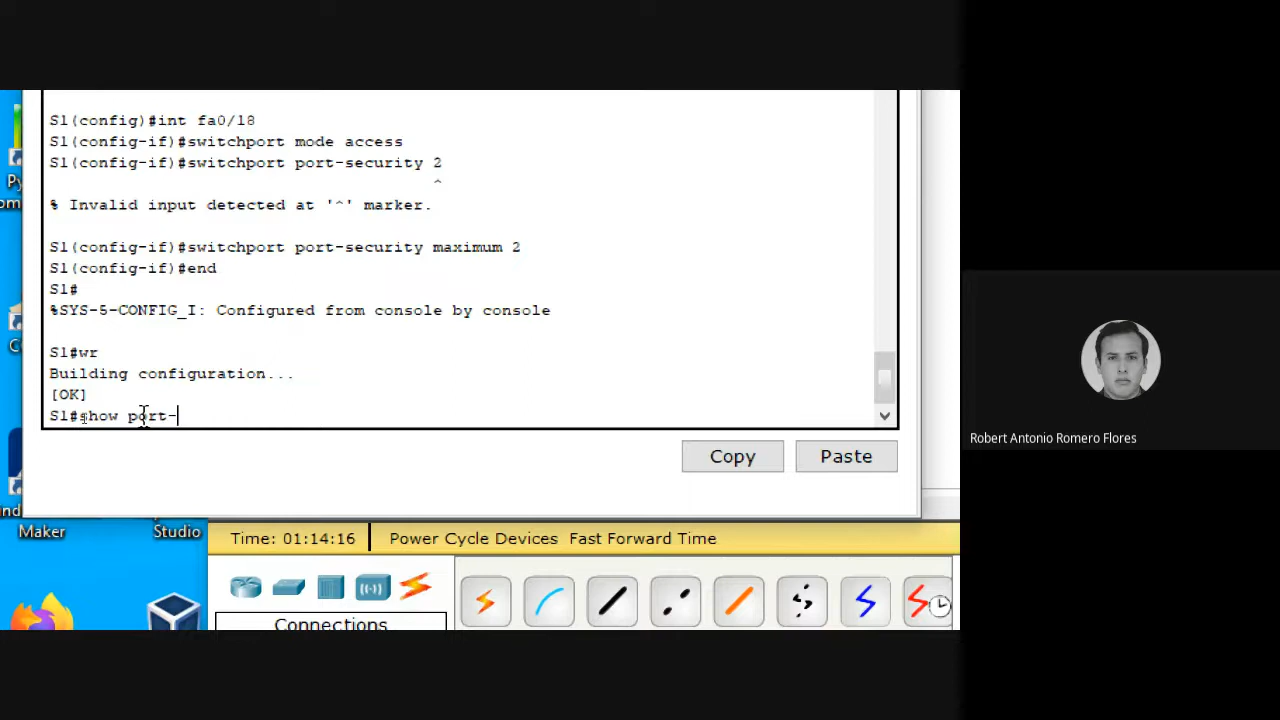 S1(config)#int fa0/18
S1(config-if)#switchport mode access
S1(config-if)#switchport port-security 2
^
% Invalid input detected at '^' marker.
S1(config-if)#switchport port-security maximum 2
S1(config-if)#end
S1#
%SYS-5-CONFIG_I: Configured from console by console
S1#wr
Building configuration...
[OK]
S1#show port-
Copy
Paste
Robert Antonio Romero Flores
Maker
Studio
Time: 01:14:16
Power Cycle Devices Fast Forward Time
Connections